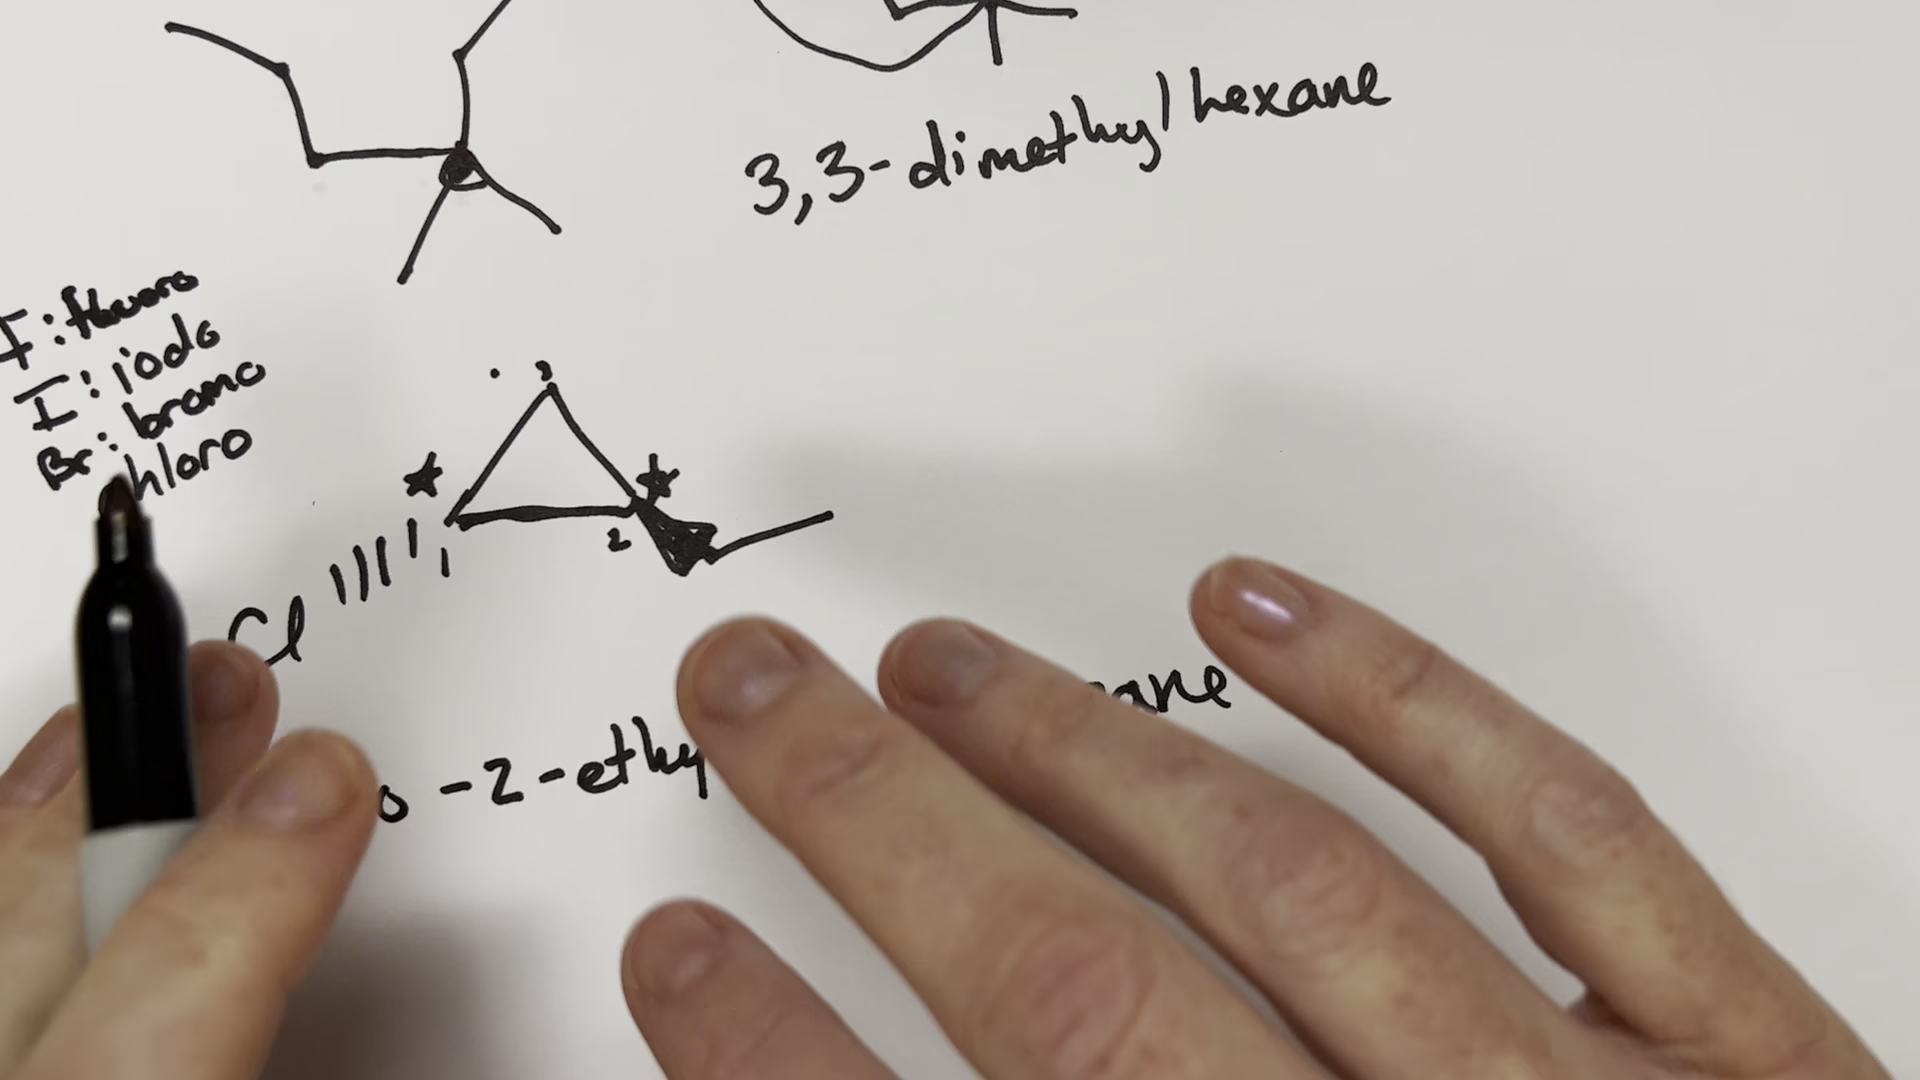 3,3-dimethylhexane
I: fluoro
I: iodo
Br: bromo
hloro
3
1
2
Cl
o -2-ethy
ane